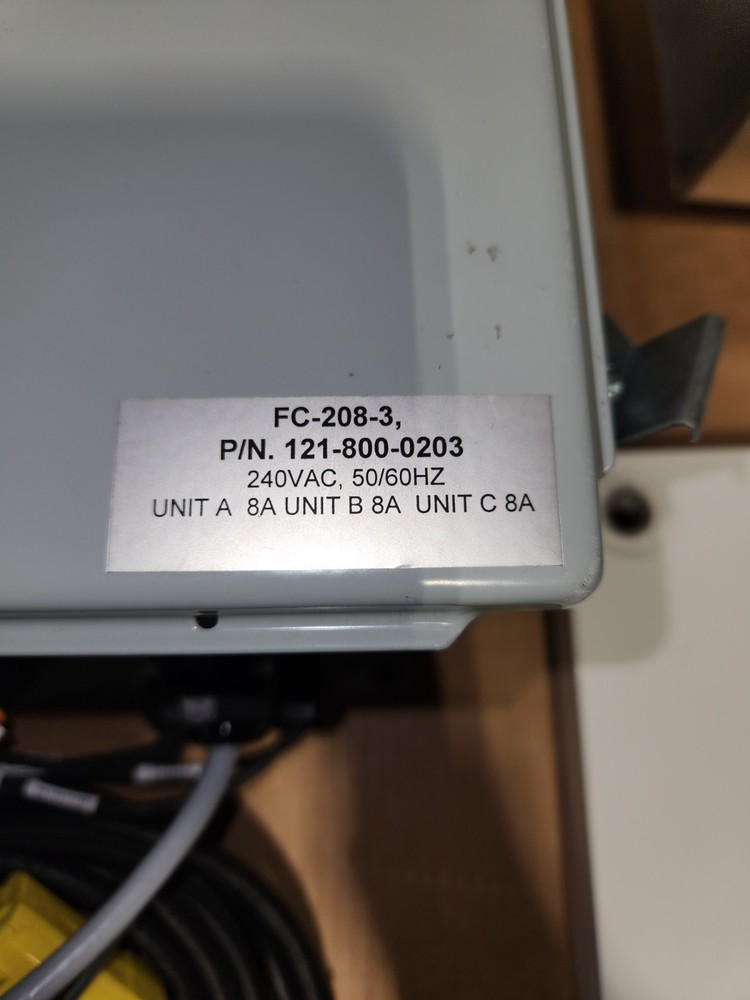 FC-208-3,
P/N. 121-800-0203
240VAC, 50/60HZ
UNIT A 8A UNIT B 8A UNIT C 8A